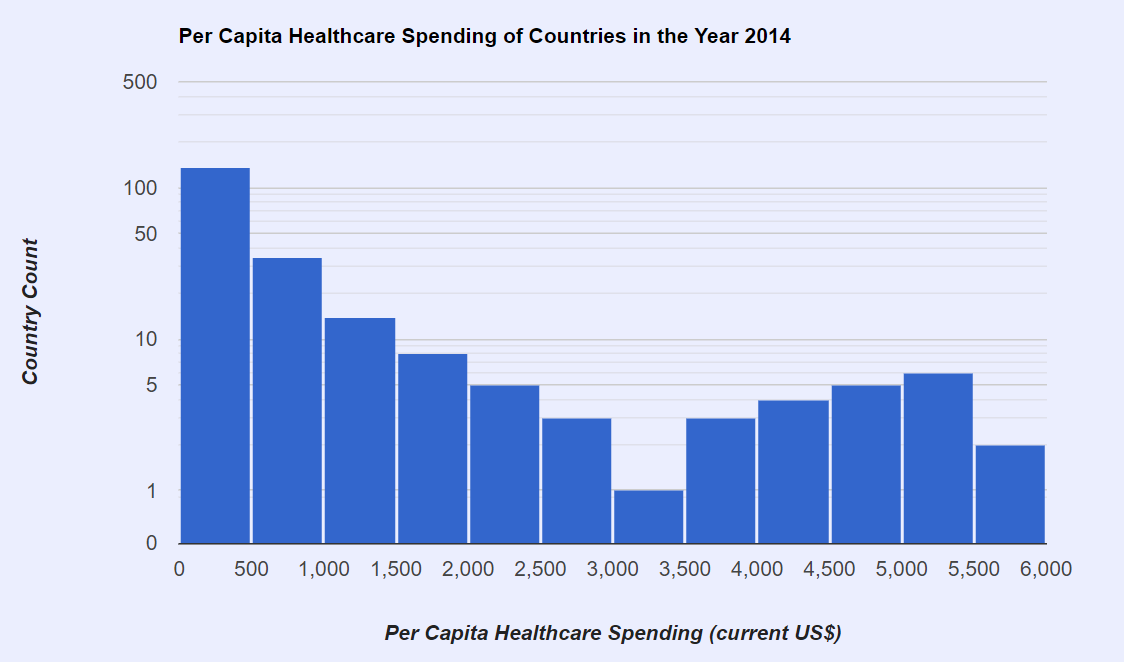 Per Capita Healthcare Spending of Countries in the Year 2014
500
100
50
10
5
1
0
Country Count
0 500 1,000 1,500 2,000 2,500 3,000 3,500 4,000 4,500 5,000 5,500 6,000
Per Capita Healthcare Spending (current US$)